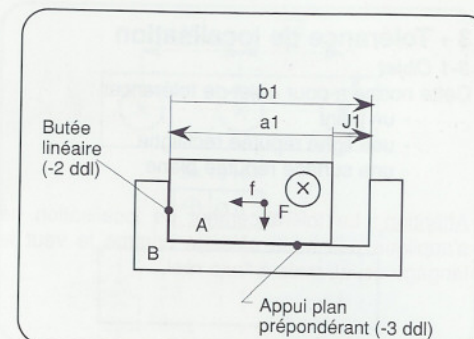 b1
a1
J1
Butée
linéaire
(-2 ddl)
f
F
A
B
Appui plan
prépondérant (-3 ddl)